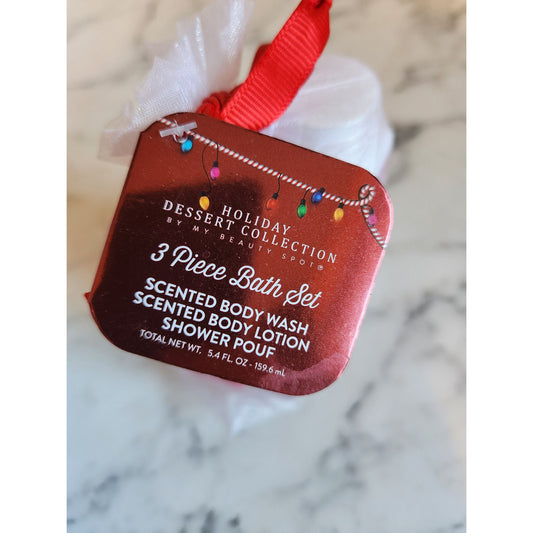 HOLIDAY
DESSERT COLLECTION
BY MY BEAUTY SPOT®
3 Piece Bath Set
SCENTED BODY WASH
SCENTED BODY LOTION
SHOWER POUF
TOTAL NET WT. 5.4 FL. OZ - 159.6 mL